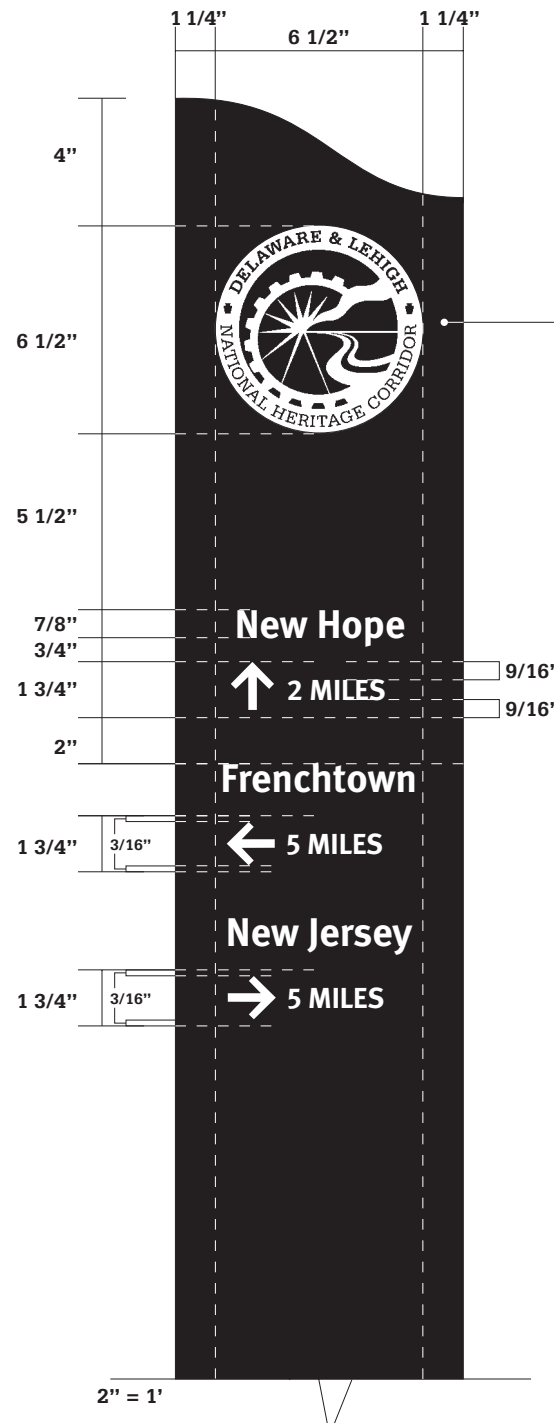 1 1/4”
6 1/2”
1 1/4”
4”
DELAWARE & LEHIGH
NATIONAL HERITAGE CORRIDOR
6 1/2”
5 1/2”
7/8”
New Hope
3/4”
9/16”
1 3/4”
2 MILES
9/16”
2”
Frenchtown
1 3/4”
3/16”
5 MILES
New Jersey
1 3/4”
3/16”
5 MILES
2” = 1'